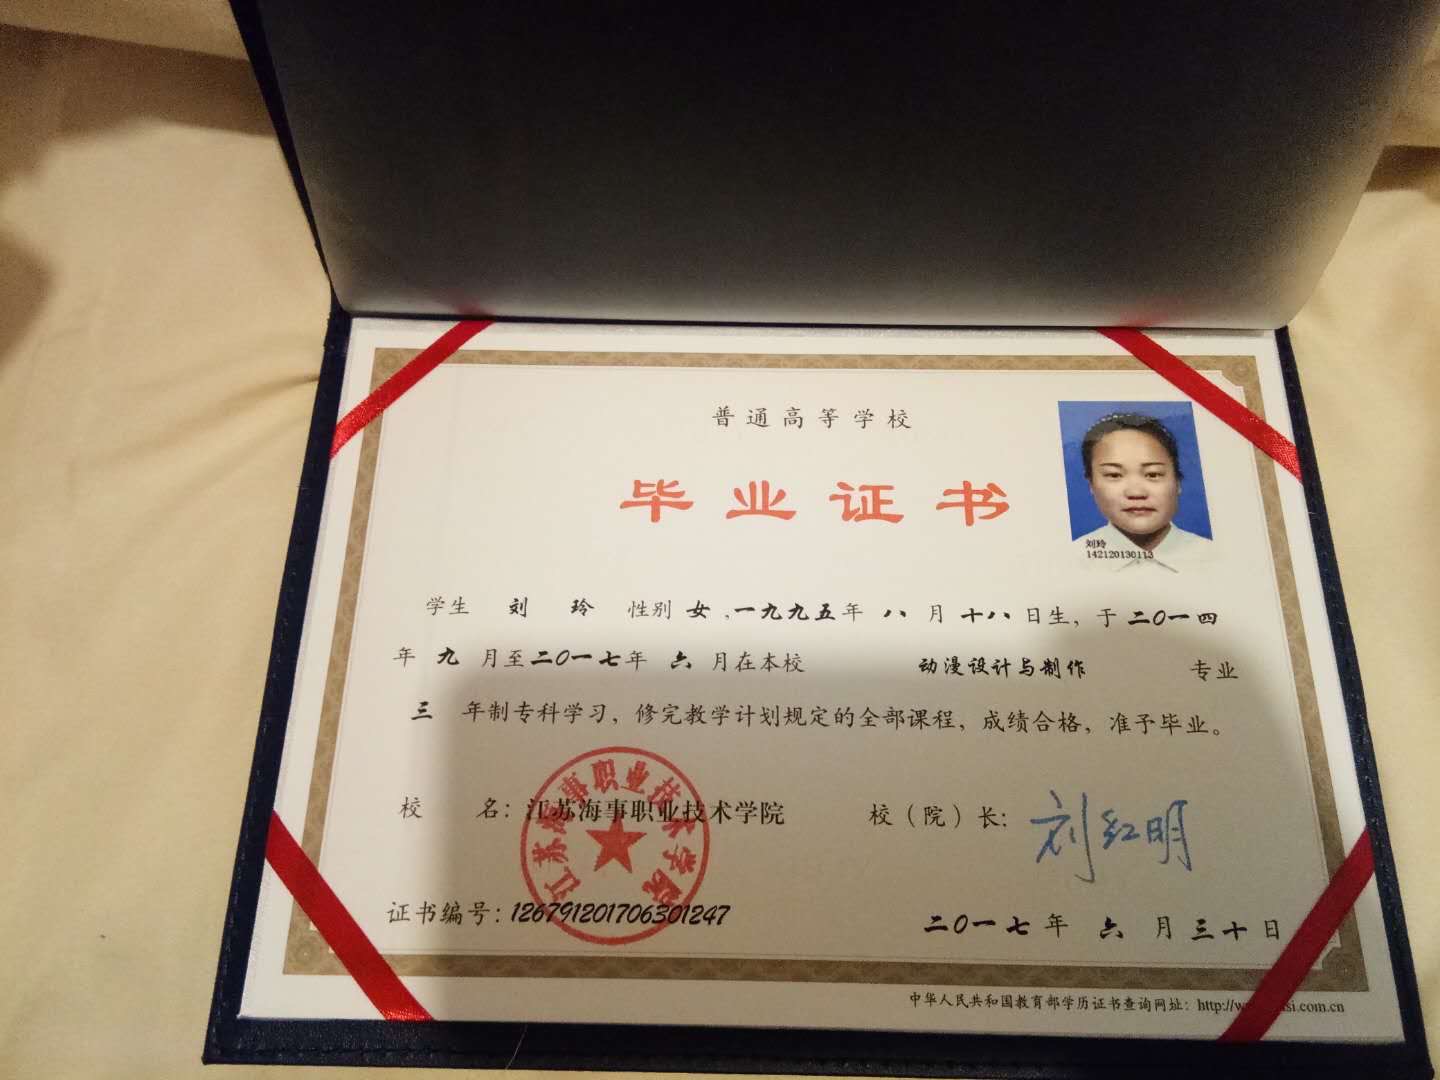 普通高等学校
毕业证书
刘玲
142120130113
学生 刘 玲 性别 女,一九九五年 八 月 十八 日生,于 二〇一四
年 九 月至二〇一七年 六 月在本校 动漫设计与制作 专业
三 年制专科学习,修完教学计划规定的全部课程,成绩合格,准予毕业。
校 名:江苏海事职业技术学院 校(院)长:刘红明
江苏海事职业技术学院
证书编号:126791201706301247
二〇一七 年 六 月 三十 日
中华人民共和国教育部学历证书查询网址:http://w si.com.cn